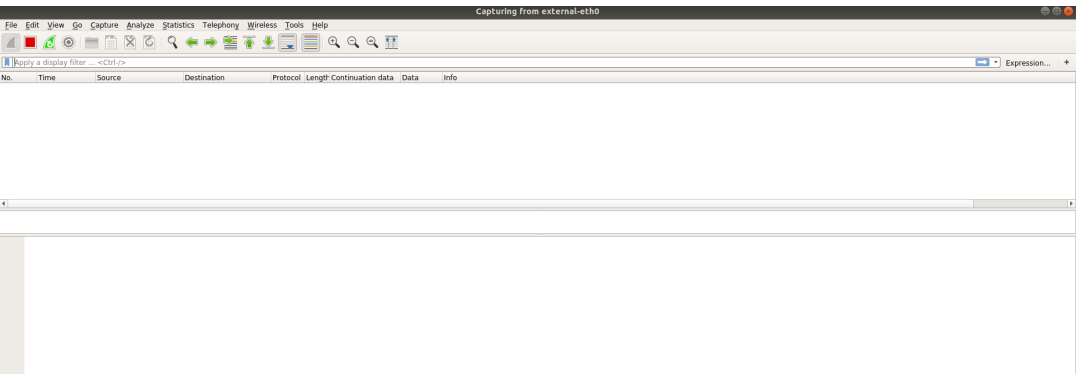 Capturing from external-eth0
File Edit View Go Capture Analyze Statistics Telephony Wireless Tools Help
Apply a display filter ... <Ctrl-/> Expression... +
No. Time Source Destination Protocol Length Continuation data Data Info